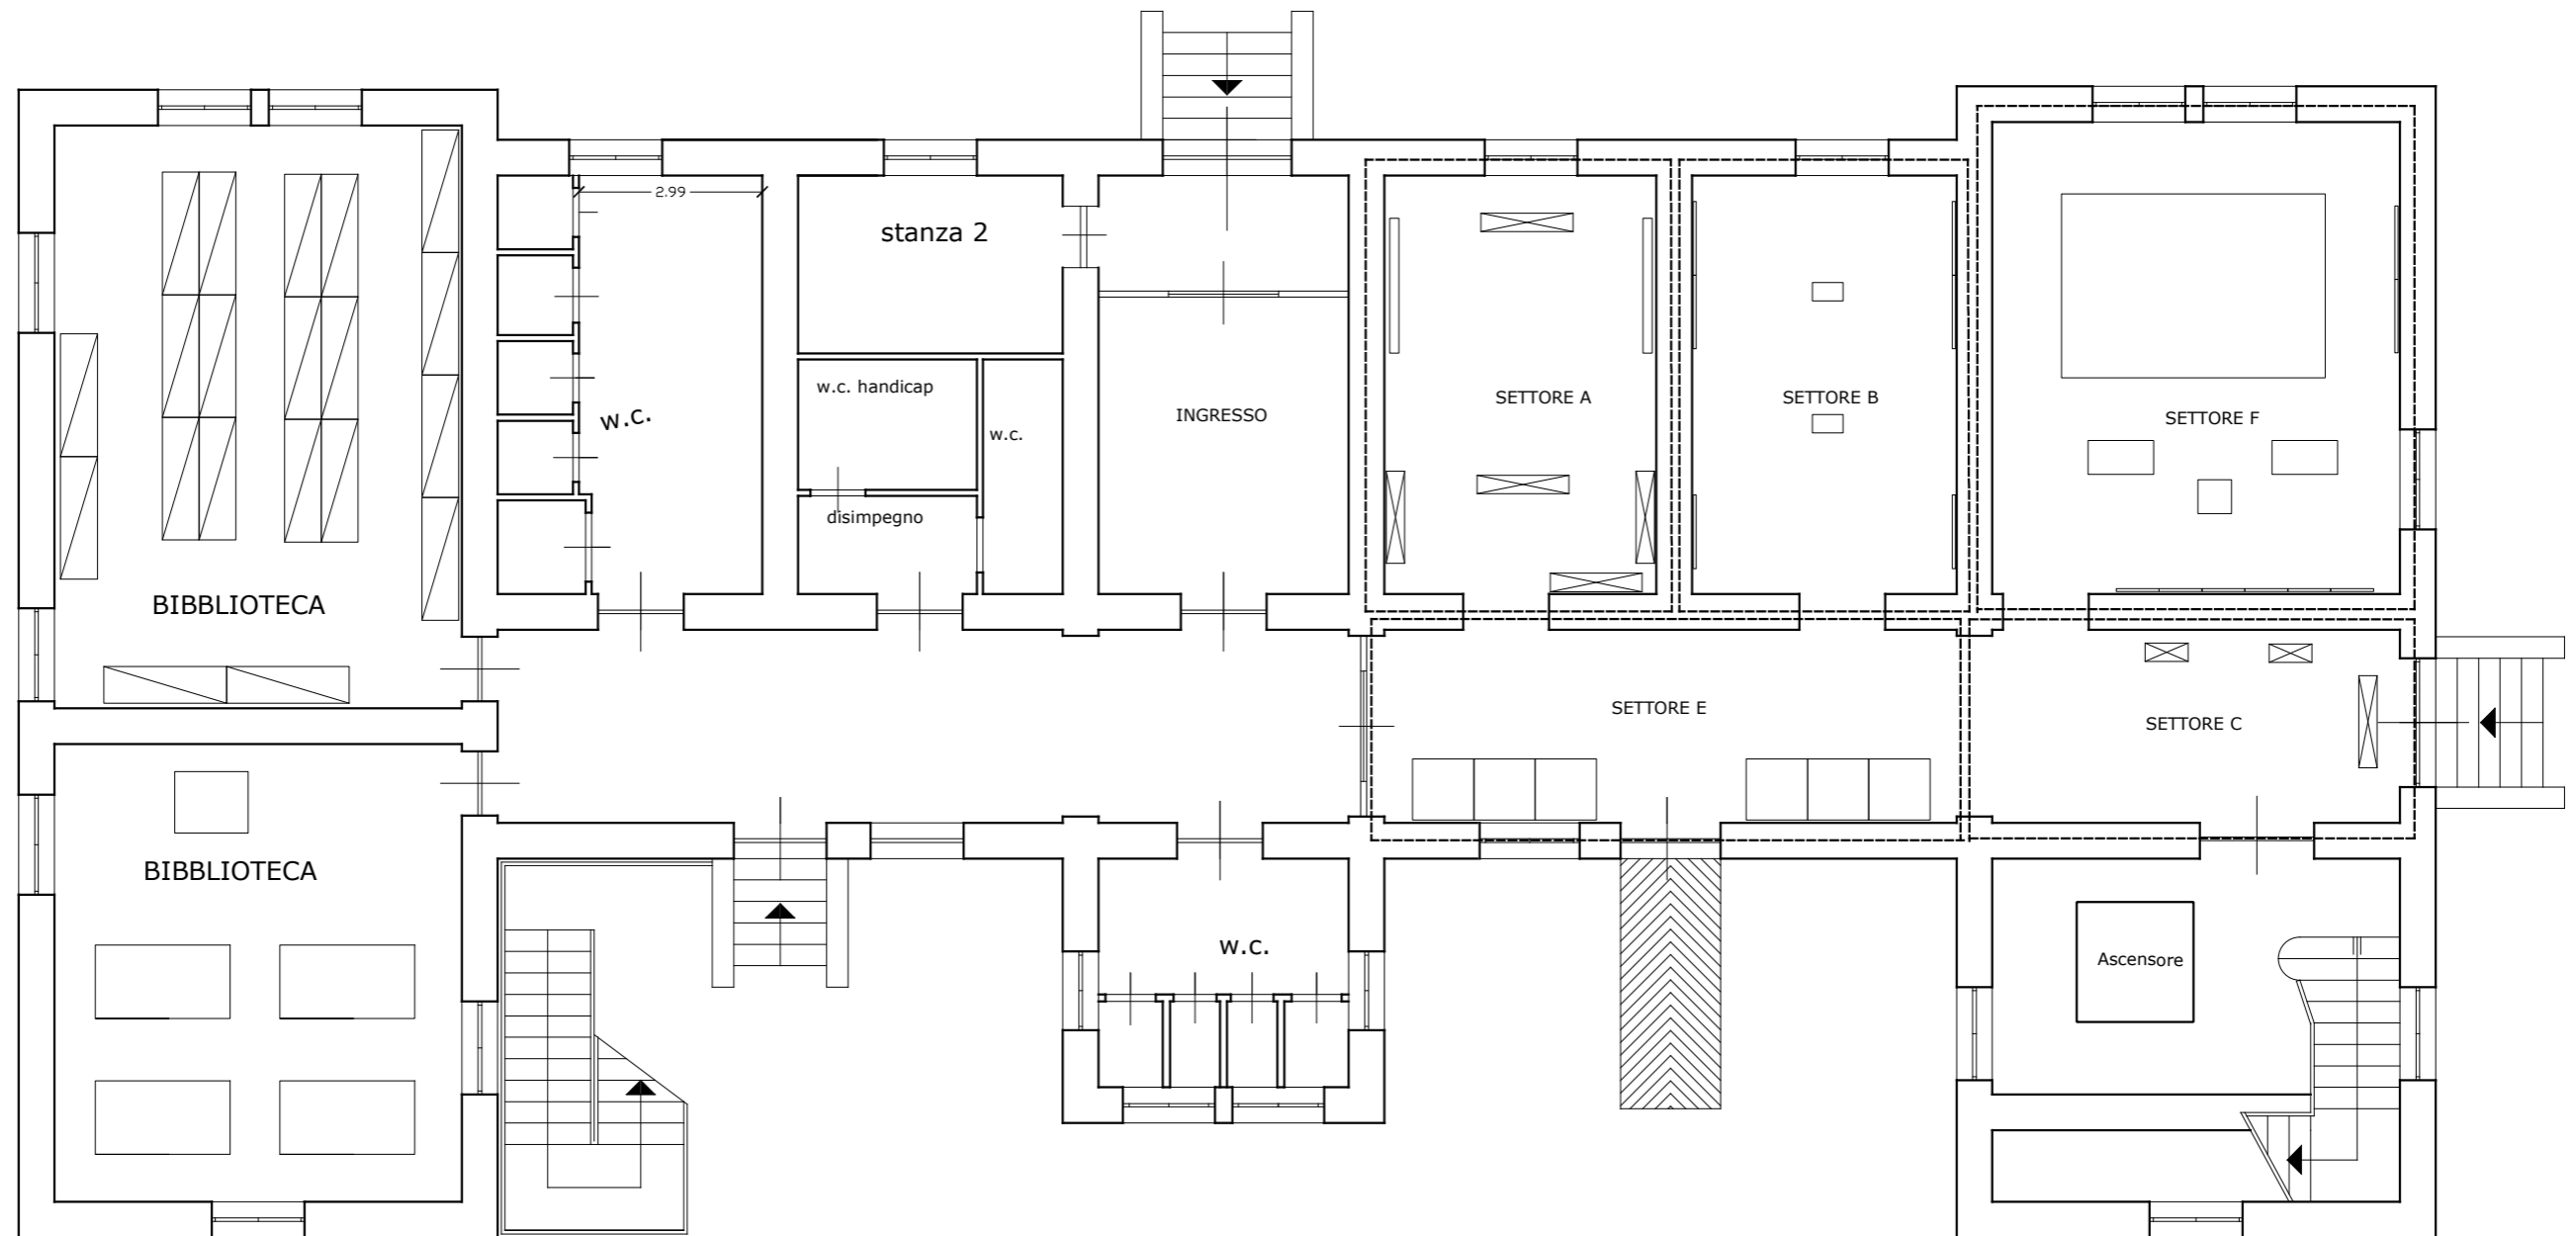 2.99
stanza 2
w.c. handicap
w.c.
w.c.
INGRESSO
SETTORE A
SETTORE B
SETTORE F
disimpegno
BIBBLIOTECA
SETTORE E
SETTORE C
BIBBLIOTECA
w.c.
Ascensore